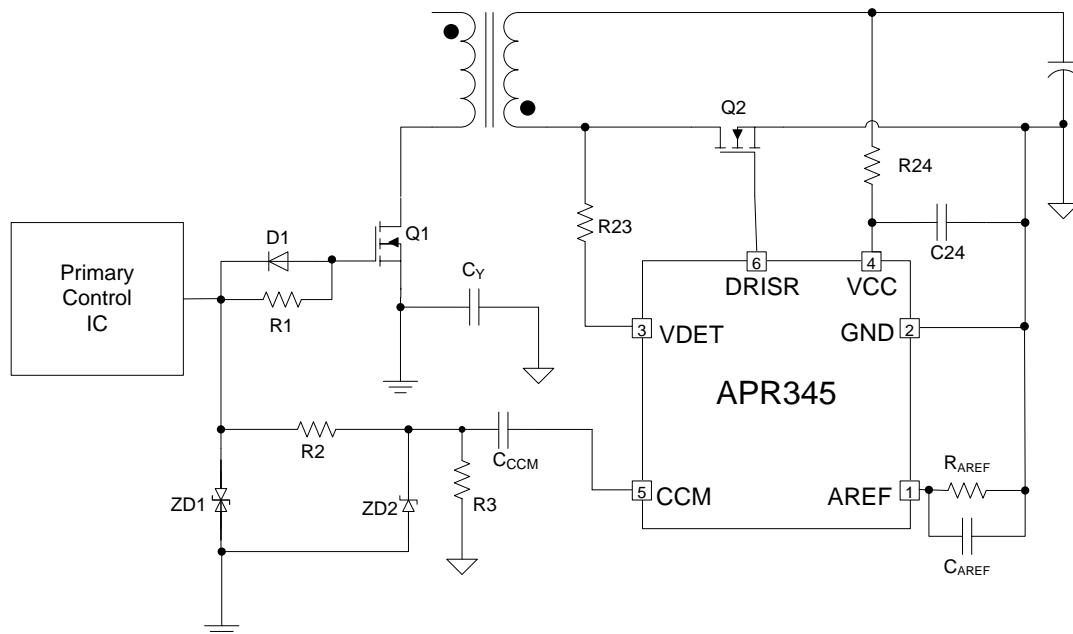 Q2
R24
D1
Q1
R23
C24
Primary
Control
IC
CY
6
4
R1
DRISR
VCC
3
VDET
GND
2
APR345
R2
CCCM
RAREF
ZD1
ZD2
R3
5
CCM
AREF
1
CAREF